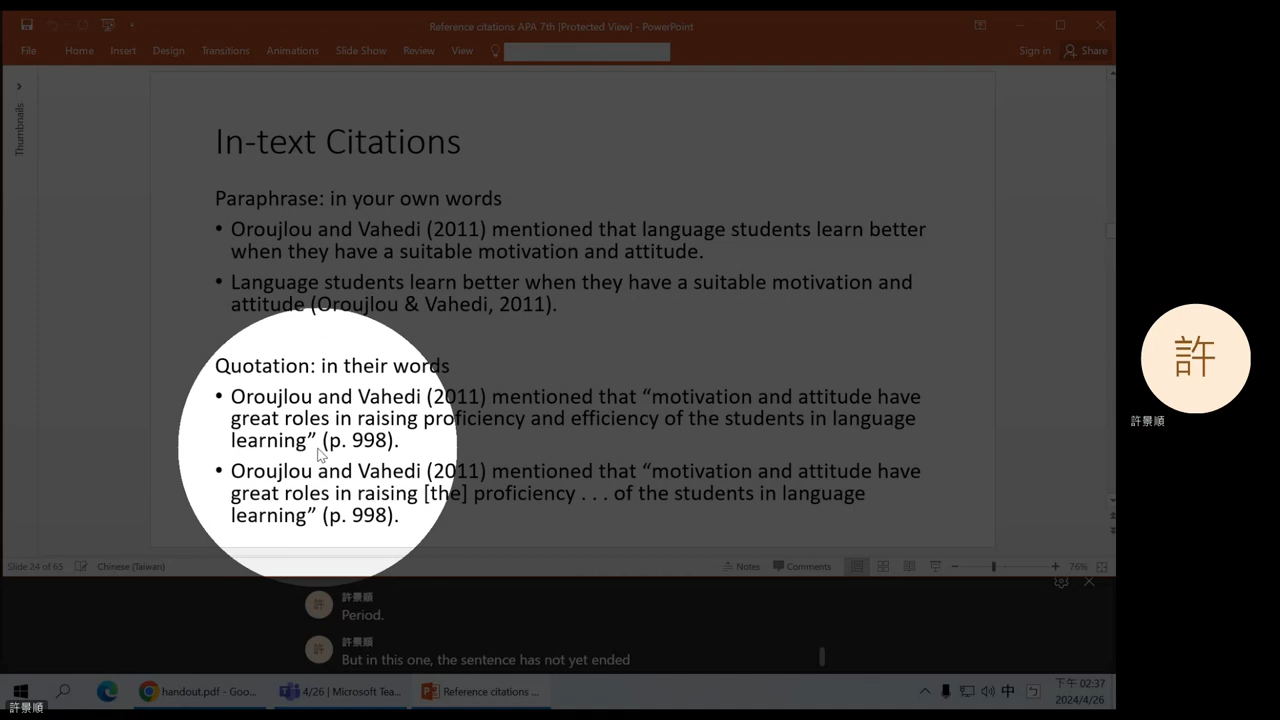 Reference citations APA 7th [Protected View] - PowerPoint
File Home Insert Design Transitions Animations Slide Show Review View Sign in Share
Thumbnails
In-text Citations
Paraphrase: in your own words
• Oroujlou and Vahedi (2011) mentioned that language students learn better
when they have a suitable motivation and attitude.
• Language students learn better when they have a suitable motivation and
attitude (Oroujlou & Vahedi, 2011).
Quotation: in their words
• Oroujlou and Vahedi (2011) mentioned that “motivation and attitude have
great roles in raising proficiency and efficiency of the students in language
learning” (p. 998).
• Oroujlou and Vahedi (2011) mentioned that “motivation and attitude have
great roles in raising [the] proficiency . . . of the students in language
learning” (p. 998).
許
許景順
Slide 24 of 65 Chinese (Taiwan) Notes Comments 76%
許 許景順
Period.
許 許景順
But in this one, the sentence has not yet ended
handout.pdf - Goo... 4/26 | Microsoft Tea... Reference citations ... 中 下午 02:37
2024/4/26
許景順